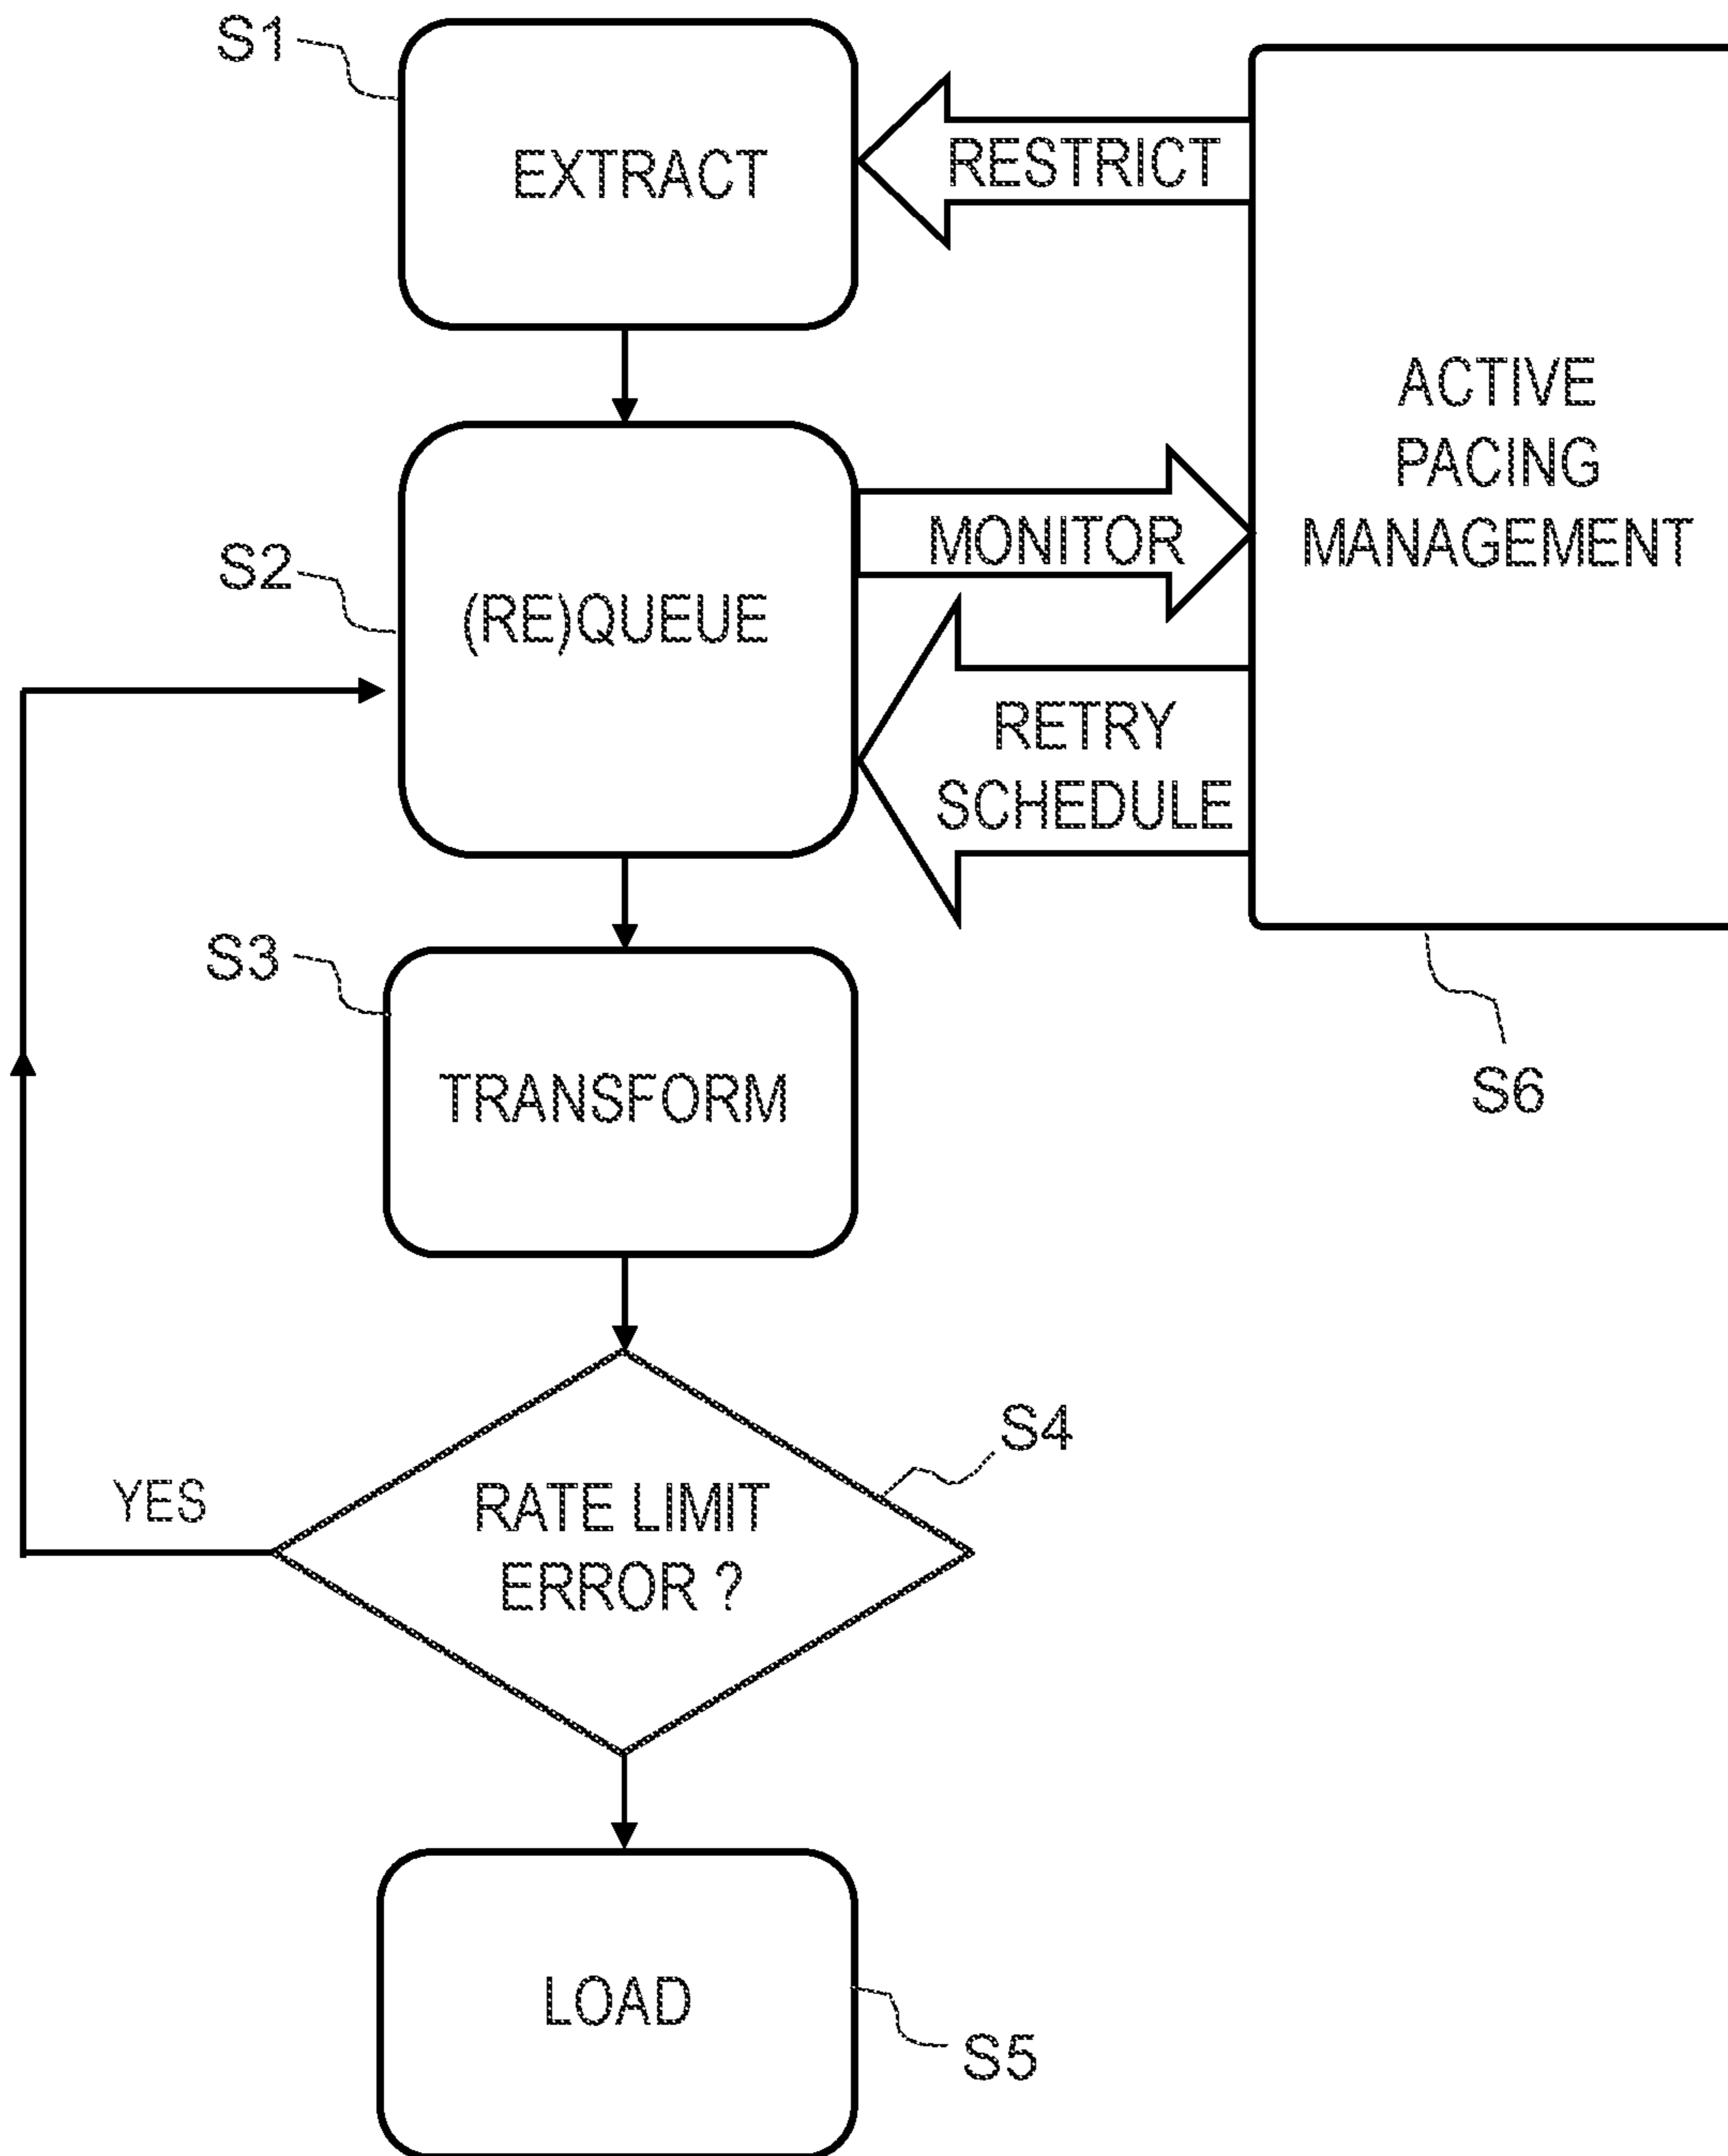 S1
EXTRACT
RESTRICT
ACTIVE
PACING
MANAGEMENT
S2
(RE)QUEUE
MONITOR
RETRY
SCHEDULE
S3
TRANSFORM
S6
S4
YES
RATE LIMIT
ERROR ?
LOAD
S5